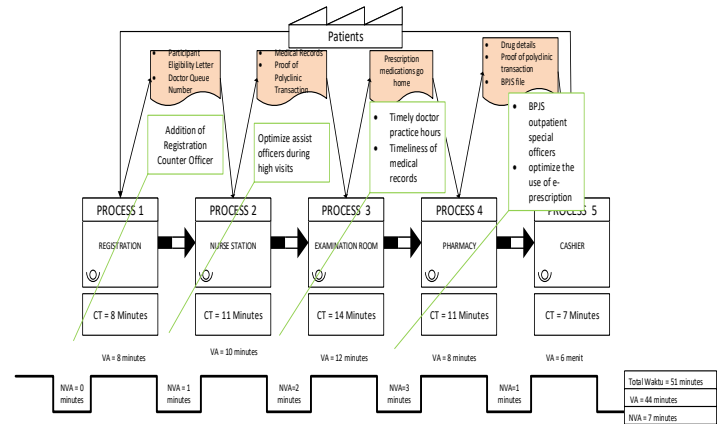 Patients
Participant
Eligibility Letter
Doctor Queue
Number
Medical Records
Proof of
Polyclinic
Transaction
Prescription
medications go
home
Drug details
Proof of polyclinic
transaction
BPJS file
Addition of
Registration
Counter Officer
Optimize assist
officers during
high visits
Timely doctor
practice hours
Timeliness of
medical
records
BPJS
outpatient
special
officers
optimize the
use of e-
prescription
PROCESS 1
REGISTRATION
CT = 8 Minutes
PROCESS 2
NURSE STATION
CT = 11 Minutes
PROCESS 3
EXAMINATION ROOM
CT = 14 Minutes
PROCESS 4
PHARMACY
CT = 11 Minutes
PROCESS 5
CASHIER
CT = 7 Minutes
VA = 8 minutes
VA = 10 minutes
VA = 12 minutes
VA = 8 minutes
VA = 6 menit
NVA = 0
minutes
NVA = 1
minutes
NVA=2
minutes
NVA=3
minutes
NVA=1
minutes
Total Waktu = 51 minutes
VA = 44 minutes
NVA = 7 minutes